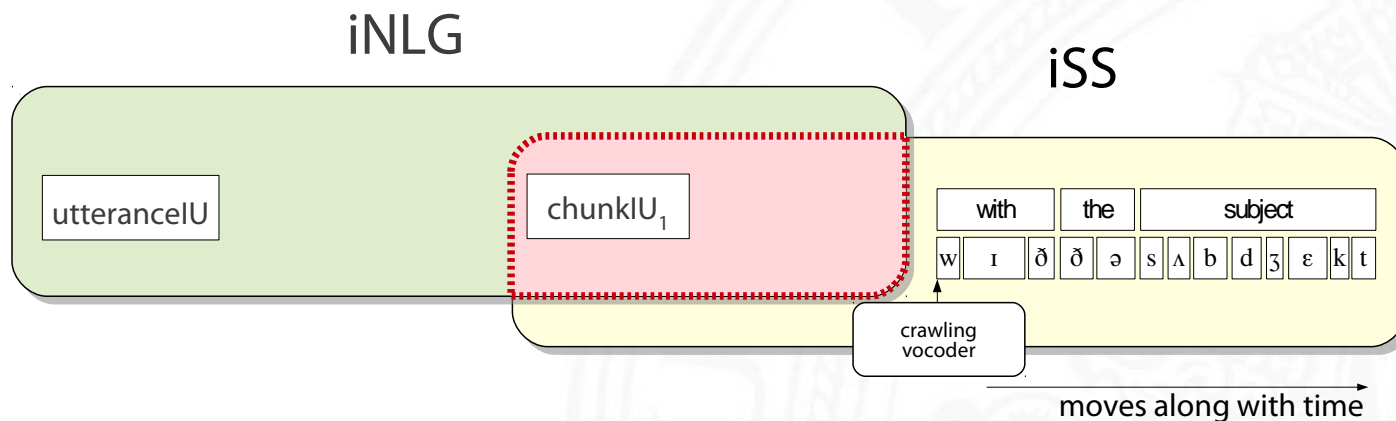 iNLG
iSS
utteranceIU
chunkIU₁
with the subject
w ɪ ð ð ə s ʌ b d ʒ ɛ k t
crawling
vocoder
moves along with time